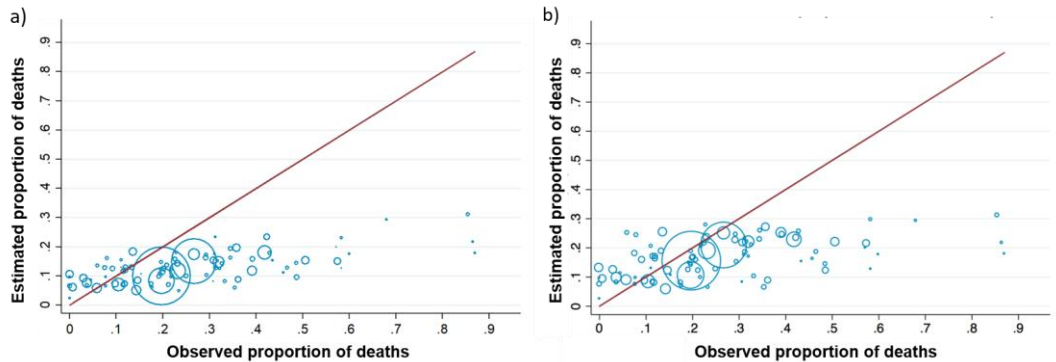 a)
b)
Estimated proportion of deaths
.9
.8
.7
.6
.5
.4
.3
.2
.1
0
0 .1 .2 .3 .4 .5 .6 .7 .8 .9
Observed proportion of deaths
Estimated proportion of deaths
.9
.8
.7
.6
.5
.4
.3
.2
.1
0
0 .1 .2 .3 .4 .5 .6 .7 .8 .9
Observed proportion of deaths